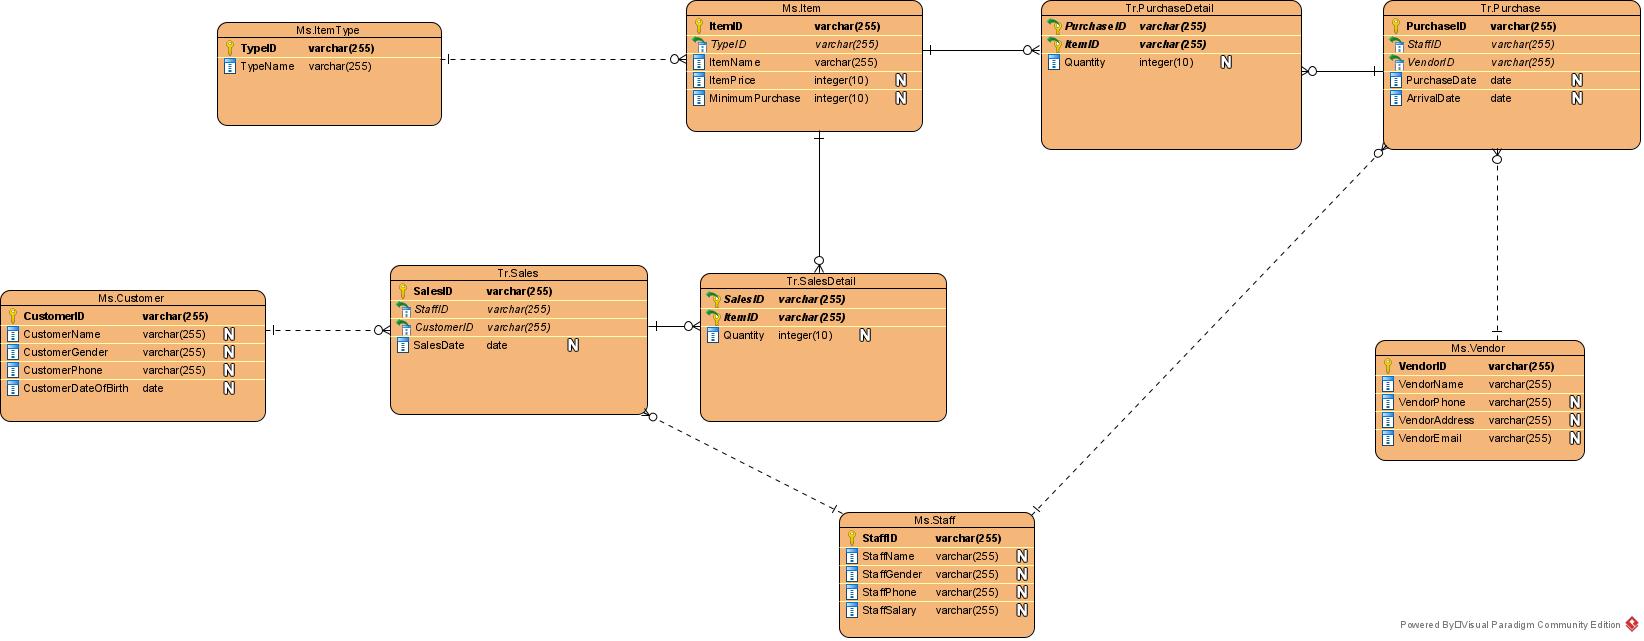 Ms.ItemType
TypeID varchar(255)
TypeName varchar(255)
Ms.Item
ItemID varchar(255)
TypeID varchar(255)
ItemName varchar(255)
ItemPrice integer(10) N
MinimumPurchase integer(10) N
Tr.PurchaseDetail
PurchaseID varchar(255)
ItemID varchar(255)
Quantity integer(10) N
Tr.Purchase
PurchaseID varchar(255)
StaffID varchar(255)
VendorID varchar(255)
PurchaseDate date N
ArrivalDate date N
Ms.Customer
CustomerID varchar(255)
CustomerName varchar(255) N
CustomerGender varchar(255) N
CustomerPhone varchar(255) N
CustomerDateOfBirth date N
Tr.Sales
SalesID varchar(255)
StaffID varchar(255)
CustomerID varchar(255)
SalesDate date N
Tr.SalesDetail
SalesID varchar(255)
ItemID varchar(255)
Quantity integer(10) N
Ms.Vendor
VendorID varchar(255)
VendorName varchar(255)
VendorPhone varchar(255) N
VendorAddress varchar(255) N
VendorEmail varchar(255) N
Ms.Staff
StaffID varchar(255)
StaffName varchar(255) N
StaffGender varchar(255) N
StaffPhone varchar(255) N
StaffSalary varchar(255) N
Powered By□Visual Paradigm Community Edition